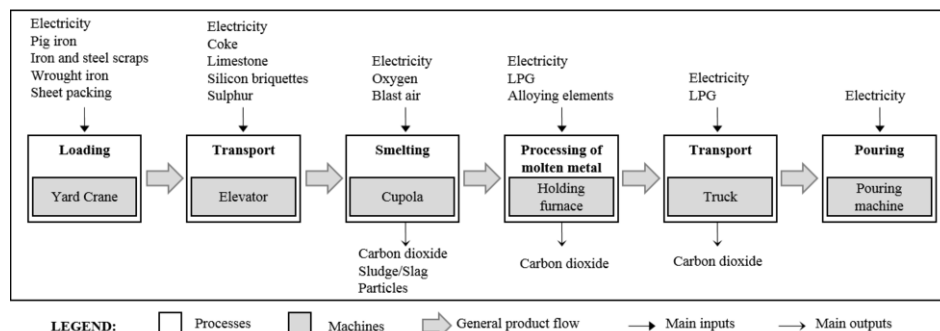 Electricity
Pig iron
Iron and steel scraps
Wrought iron
Sheet packing
Electricity
Coke
Limestone
Silicon briquettes
Sulphur
Electricity
Oxygen
Blast air
Electricity
LPG
Alloying elements
Electricity
LPG
Electricity
Loading
Yard Crane
Transport
Elevator
Smelting
Cupola
Processing of
molten metal
Holding
furnace
Transport
Truck
Pouring
Pouring
machine
Carbon dioxide
Sludge/Slag
Particles
Carbon dioxide
Carbon dioxide
LEGEND: Processes Machines General product flow Main inputs Main outputs